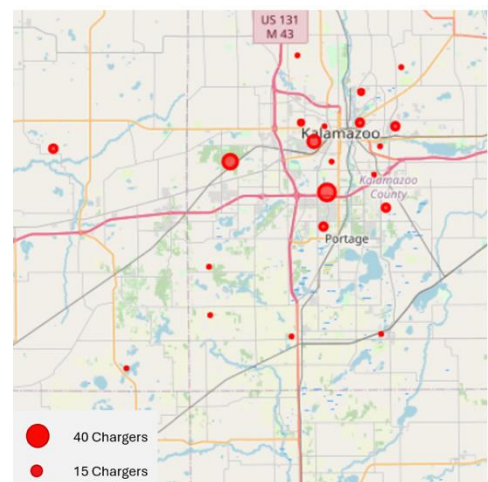 US 131
M 43
Kalamazoo
Kalamazoo
County
Portage
40 Chargers
15 Chargers